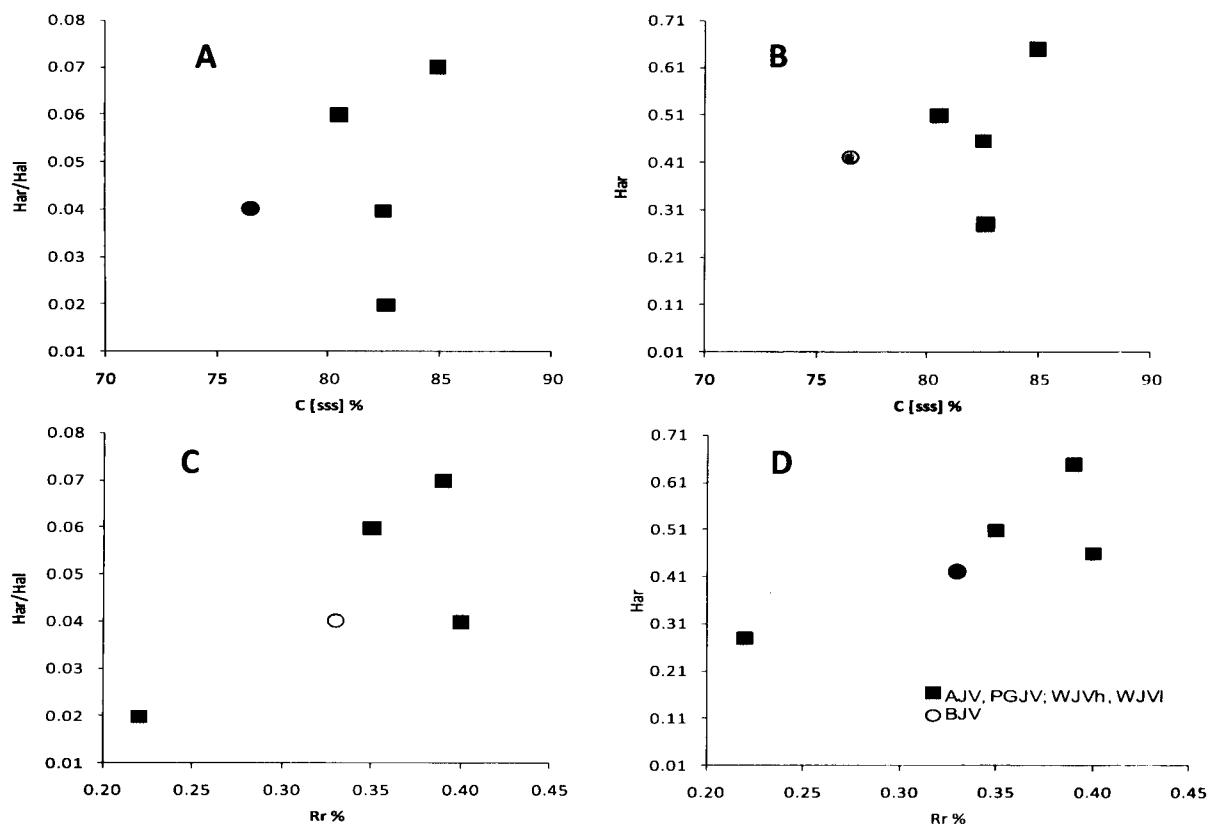 A
0.08
0.07
0.06
0.05
0.04
0.03
0.02
0.01
Har/Hal
70 75 80 85 90
C [sss] %
B
0.71
0.61
0.51
0.41
0.31
0.21
0.11
0.01
Har
70 75 80 85 90
C [sss] %
C
0.08
0.07
0.06
0.05
0.04
0.03
0.02
0.01
Har/Hal
0.20 0.25 0.30 0.35 0.40 0.45
Rr %
D
0.71
0.61
0.51
0.41
0.31
0.21
0.11
0.01
Har
AJV, PGJV; WJVh, WJVl
BJV
0.20 0.25 0.30 0.35 0.40 0.45
Rr %